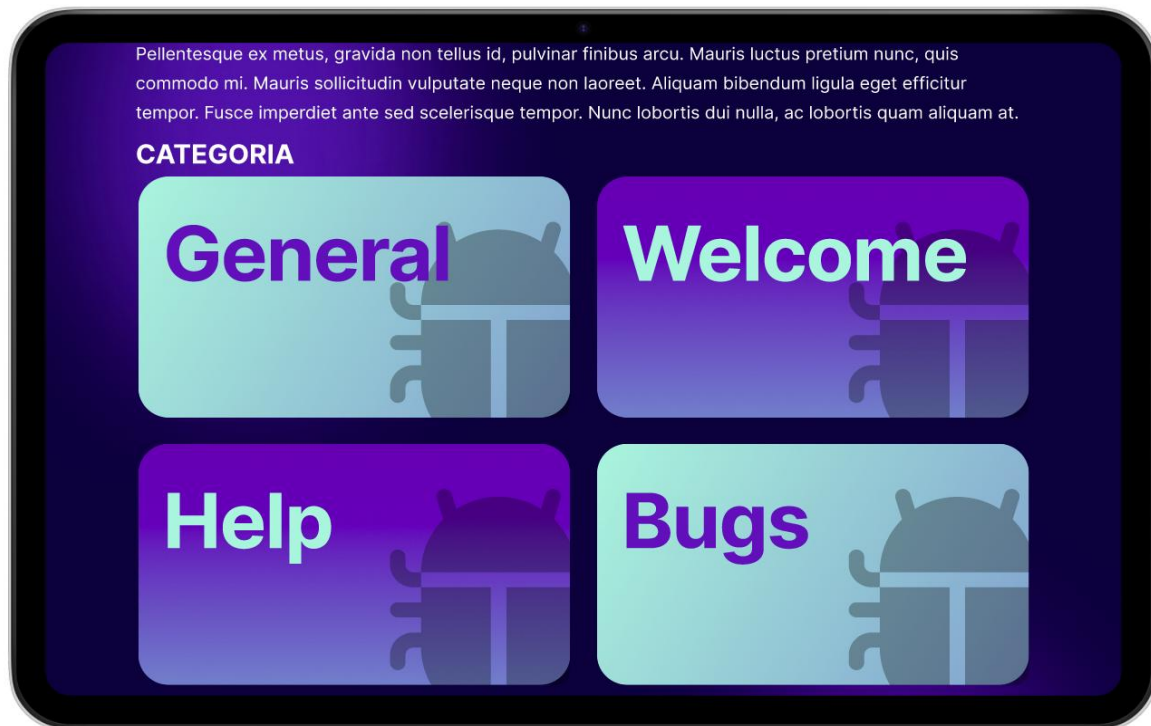 Pellentesque ex metus, gravida non tellus id, pulvinar finibus arcu. Mauris luctus pretium nunc, quis
commodo mi. Mauris sollicitudin vulputate neque non laoreet. Aliquam bibendum ligula eget efficitur
tempor. Fusce imperdiet ante sed scelerisque tempor. Nunc lobortis dui nulla, ac lobortis quam aliquam at.
CATEGORIA
General
Welcome
Help
Bugs